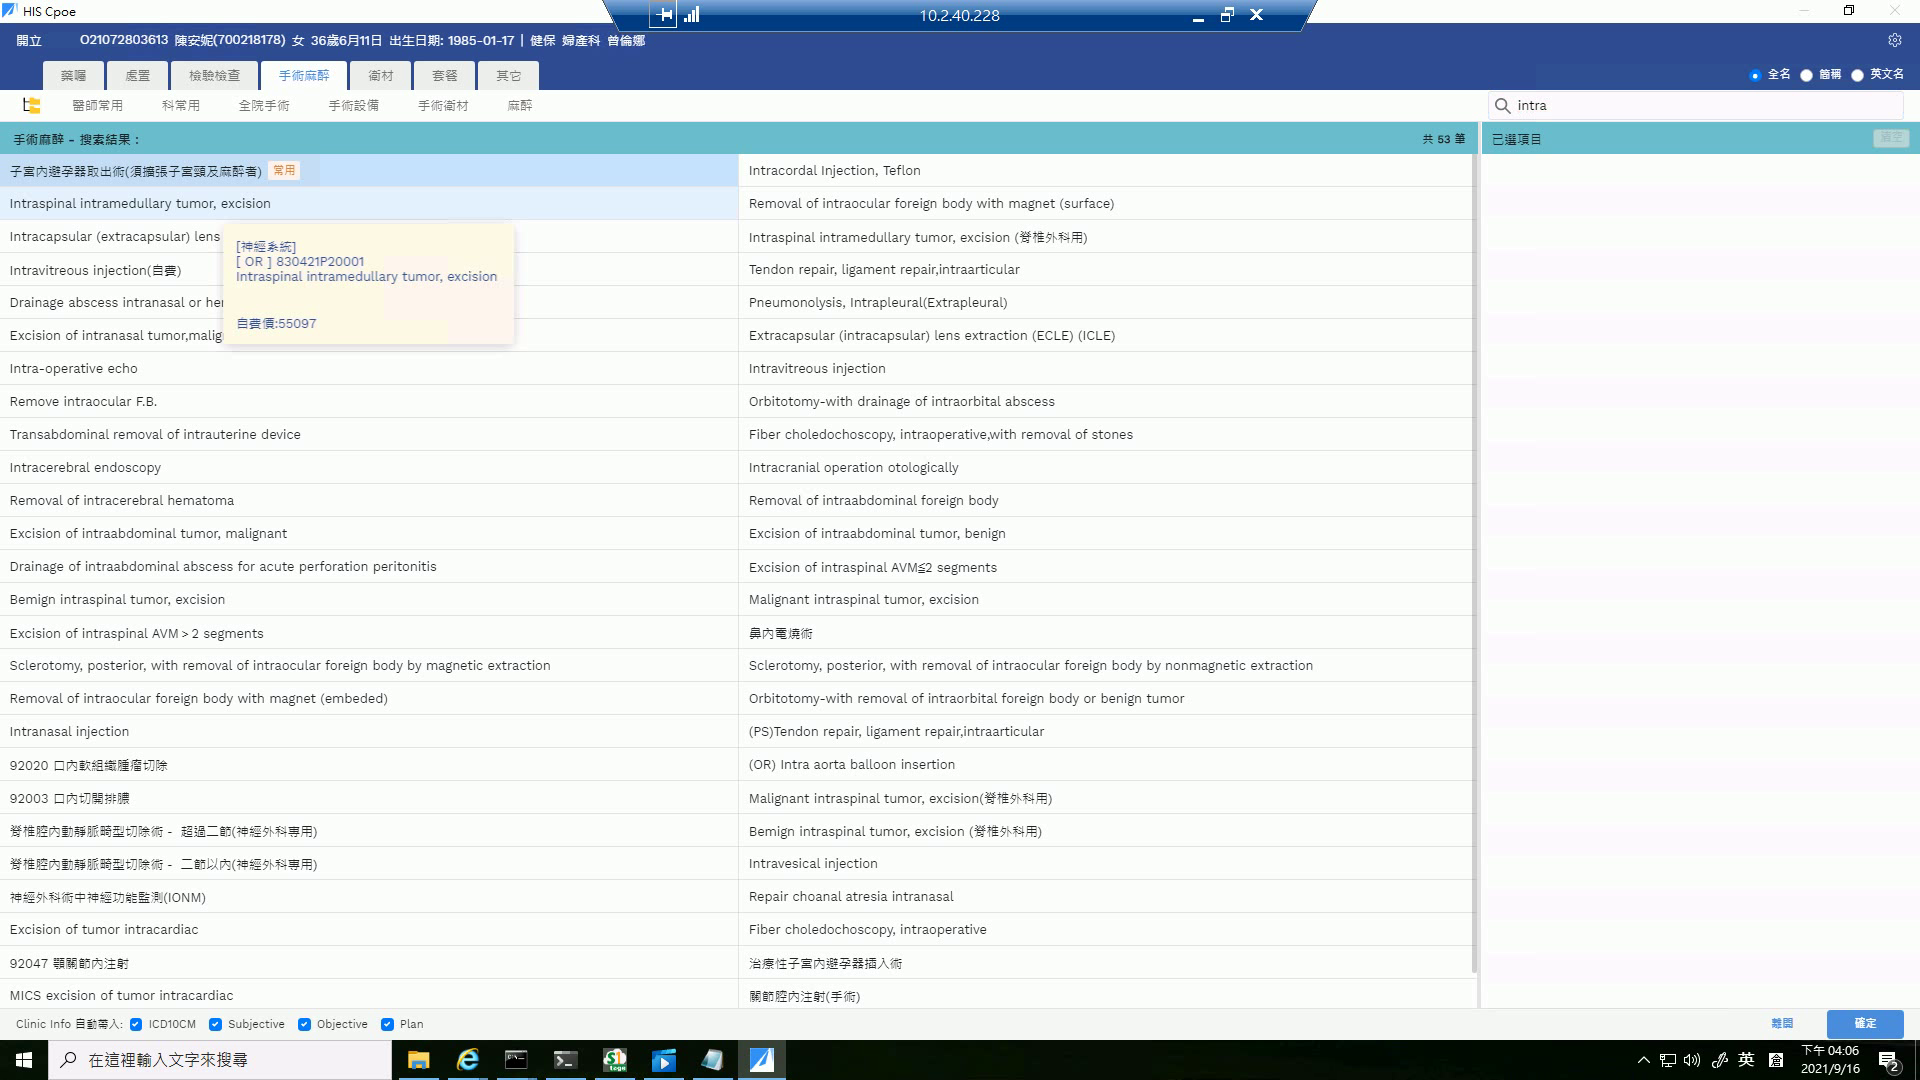 HIS Cpoe
10.2.40.228
開立 O21072803613 陳安妮(700218178) 女 36歲6月11日 出生日期: 1985-01-17 | 健保 婦產科 曾倫娜
藥囑 處置 檢驗檢查 手術麻醉 衛材 套餐 其它
全名 簡稱 英文名
醫師常用 科常用 全院手術 手術設備 手術衛材 麻醉
intra
手術麻醉 - 搜索結果：
共 53 筆
已選項目
清空
子宮內避孕器取出術(須擴張子宮頸及麻醉者) 常用
Intracordal Injection, Teflon
Intraspinal intramedullary tumor, excision
Removal of intraocular foreign body with magnet (surface)
Intracapsular (extracapsular) lens
Intraspinal intramedullary tumor, excision (脊椎外科用)
Intravitreous injection(自費)
Tendon repair, ligament repair,intraarticular
Drainage abscess intranasal or
Pneumonolysis, Intrapleural(Extrapleural)
Excision of intranasal tumor,malig
Extracapsular (intracapsular) lens extraction (ECLE) (ICLE)
[神經系統]
[ OR ] 830421P20001
Intraspinal intramedullary tumor, excision
自費價:55097
Intra-operative echo
Intravitreous injection
Remove intraocular F.B.
Orbitotomy-with drainage of intraorbital abscess
Transabdominal removal of intrauterine device
Fiber choledochoscopy, intraoperative,with removal of stones
Intracerebral endoscopy
Intracranial operation otologically
Removal of intracerebral hematoma
Removal of intraabdominal foreign body
Excision of intraabdominal tumor, malignant
Excision of intraabdominal tumor, benign
Drainage of intraabdominal abscess for acute perforation peritonitis
Excision of intraspinal AVM≦2 segments
Bemign intraspinal tumor, excision
Malignant intraspinal tumor, excision
Excision of intraspinal AVM＞2 segments
鼻內電燒術
Sclerotomy, posterior, with removal of intraocular foreign body by magnetic extraction
Sclerotomy, posterior, with removal of intraocular foreign body by nonmagnetic extraction
Removal of intraocular foreign body with magnet (embeded)
Orbitotomy-with removal of intraorbital foreign body or benign tumor
Intranasal injection
(PS)Tendon repair, ligament repair,intraarticular
92020 口內軟組織腫瘤切除
(OR) Intra aorta balloon insertion
92003 口內切開排膿
Malignant intraspinal tumor, excision(脊椎外科用)
脊椎腔內動靜脈畸型切除術－ 超過二節(神經外科專用)
Bemign intraspinal tumor, excision (脊椎外科用)
脊椎腔內動靜脈畸型切除術－ 二節以內(神經外科專用)
Intravesical injection
神經外科術中神經功能監測(IONM)
Repair choanal atresia intranasal
Excision of tumor intracardiac
Fiber choledochoscopy, intraoperative
92047 顎關節內注射
治療性子宮內避孕器插入術
MICS excision of tumor intracardiac
關節腔內注射(手術)
Clinic Info 自動帶入: ICD10CM Subjective Objective Plan
離開 確定
在這裡輸入文字來搜尋
英
下午 04:06
2021/9/16
2